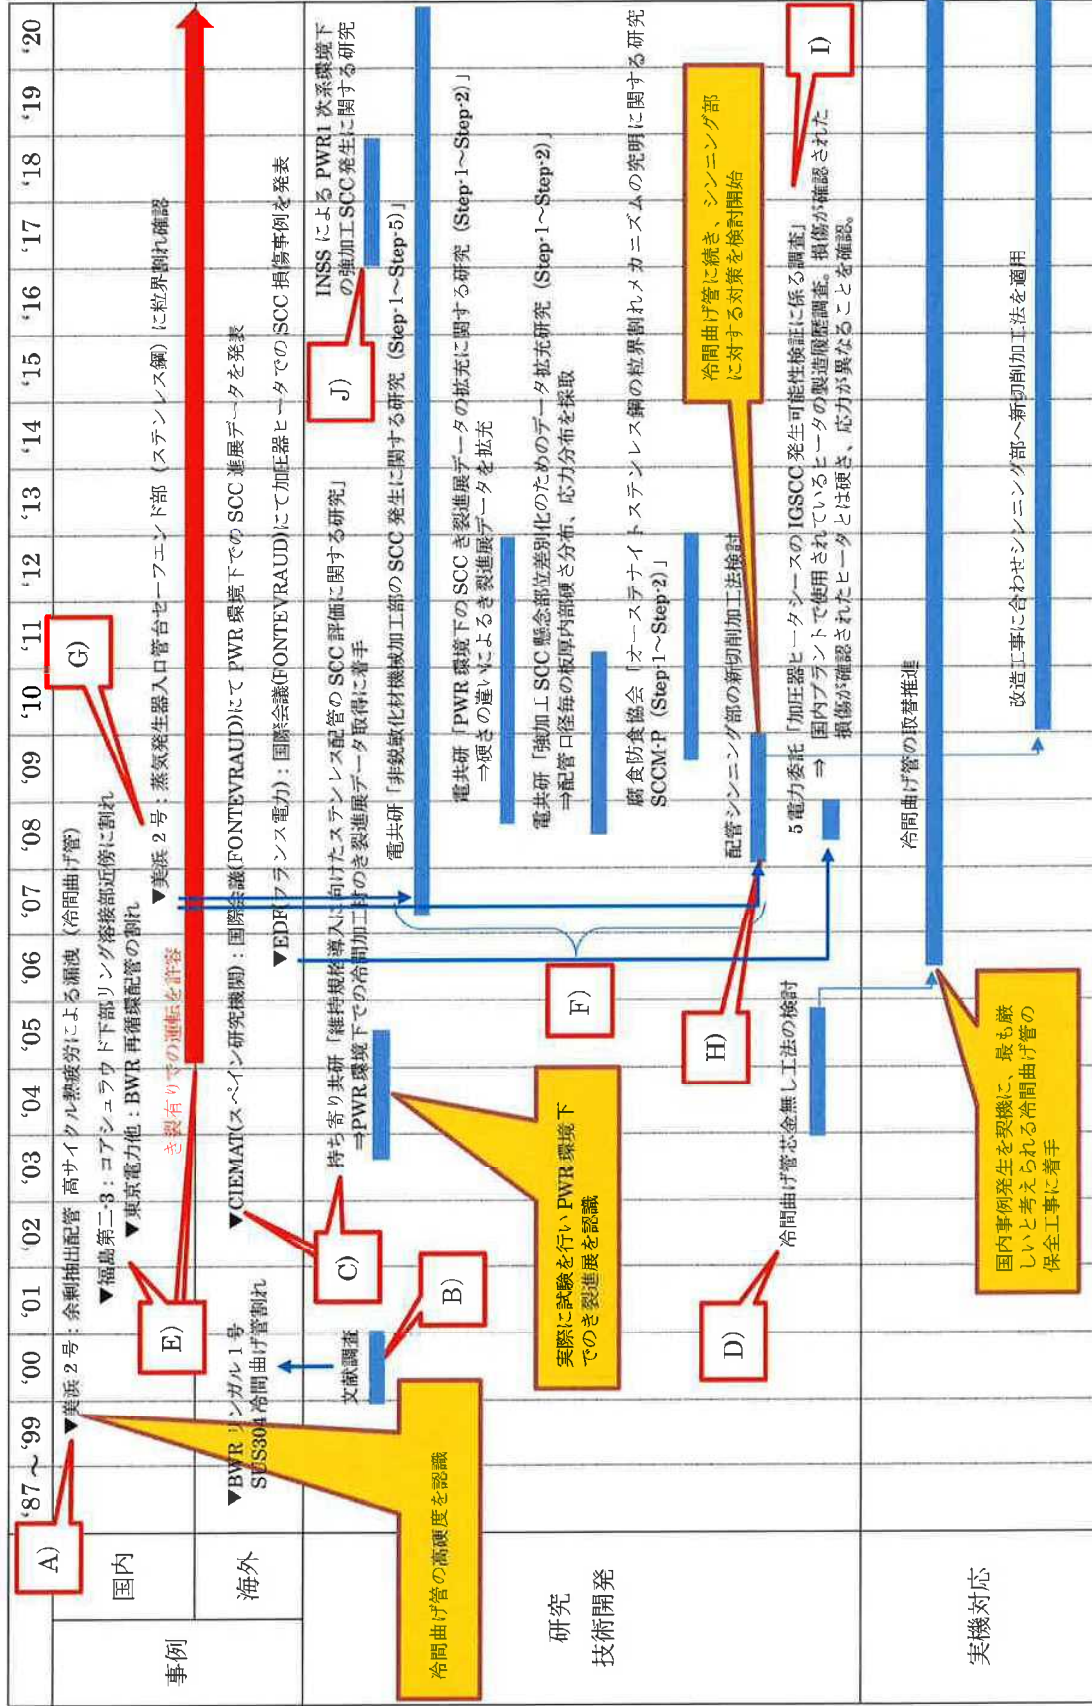 '87～'99 '00 '01 '02 '03 '04 '05 '06 '07 '08 '09 '10 '11 '12 '13 '14 '15 '16 '17 '18 '19 '20
事例
国内
A)
▼美浜２号：余剰抽出配管 高サイクル熱疲労による漏洩（冷間曲げ管）
▼福島第二-3：コアシュラウド下部リング溶接部近傍に割れ
▼東京電力他：BWR 再循環配管の割れ
G)
▼美浜２号：蒸気発生器入口管台セーフエンド部（ステンレス鋼）に粒界割れ確認
E)
き裂有りでの運転を許容
海外
▼BWR リンガル１号
SUS304 冷間曲げ管割れ
▼CIEMAT(スペイン研究機関)：国際会議(FONTEVRAUD)にて PWR 環境下での SCC 進展データを発表
▼EDF(フランス電力)：国際会議(FONTEVRAUD)にて加圧器ヒータでの SCC 損傷事例を発表
研究
技術開発
文献調査
B)
C)
冷間曲げ管の高硬度を認識
持ち寄り共研「維持規格導入に向けたステンレス配管の SCC 評価に関する研究」
⇒PWR 環境下での冷間加工材のき裂進展データ取得に着手
実際に試験を行い PWR 環境下
でのき裂進展を認識
INSS による PWR1 次系環境下
の強加工 SCC 発生に関する研究
J)
電共研「非鋭敏化材機械加工部の SCC 発生に関する研究（Step-1～Step-5）」
電共研「PWR 環境下の SCC き裂進展データの拡充に関する研究（Step-1～Step-2）」
⇒硬さの違いによるき裂進展データを拡充
電共研「強加工 SCC 懸念部位差別化のためのデータ拡充研究（Step-1～Step-2）」
⇒配管口径毎の板厚内部硬さ分布、応力分布を採取
F)
腐食防食協会「オーステナイトステンレス鋼の粒界割れメカニズムの究明に関する研究
SCCM-P（Step-1～Step-2）」
H)
配管シンニング部の新切削加工法検討
冷間曲げ管に続き、シンニング部
に対する対策を検討開始
D)
冷間曲げ管芯金無し工法の検討
5 電力委託「加圧器ヒータシースの IGSCC 発生可能性検証に係る調査」
⇒ 国内プラントで使用されているヒータの製造履歴調査。損傷が確認された
損傷が確認されたヒータとは硬さ、応力が異なることを確認。
I)
実機対応
国内事例発生を契機に、最も厳
しいと考えられる冷間曲げ管の
保全工事に着手
冷間曲げ管の取替推進
改造工事に合わせシンニング部へ新切削加工法を適用